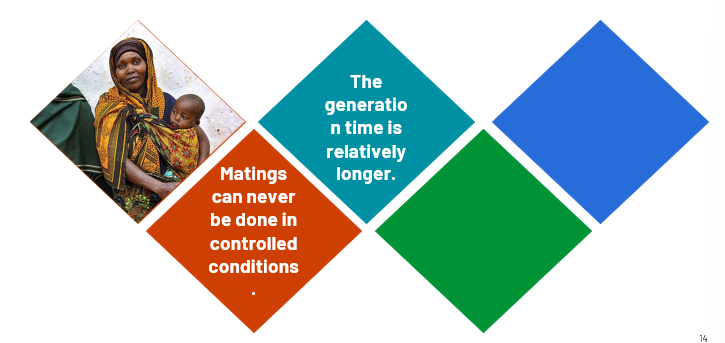 Matings
can never
be done in
controlled
conditions
.
The
generatio
n time is
relatively
longer.
14